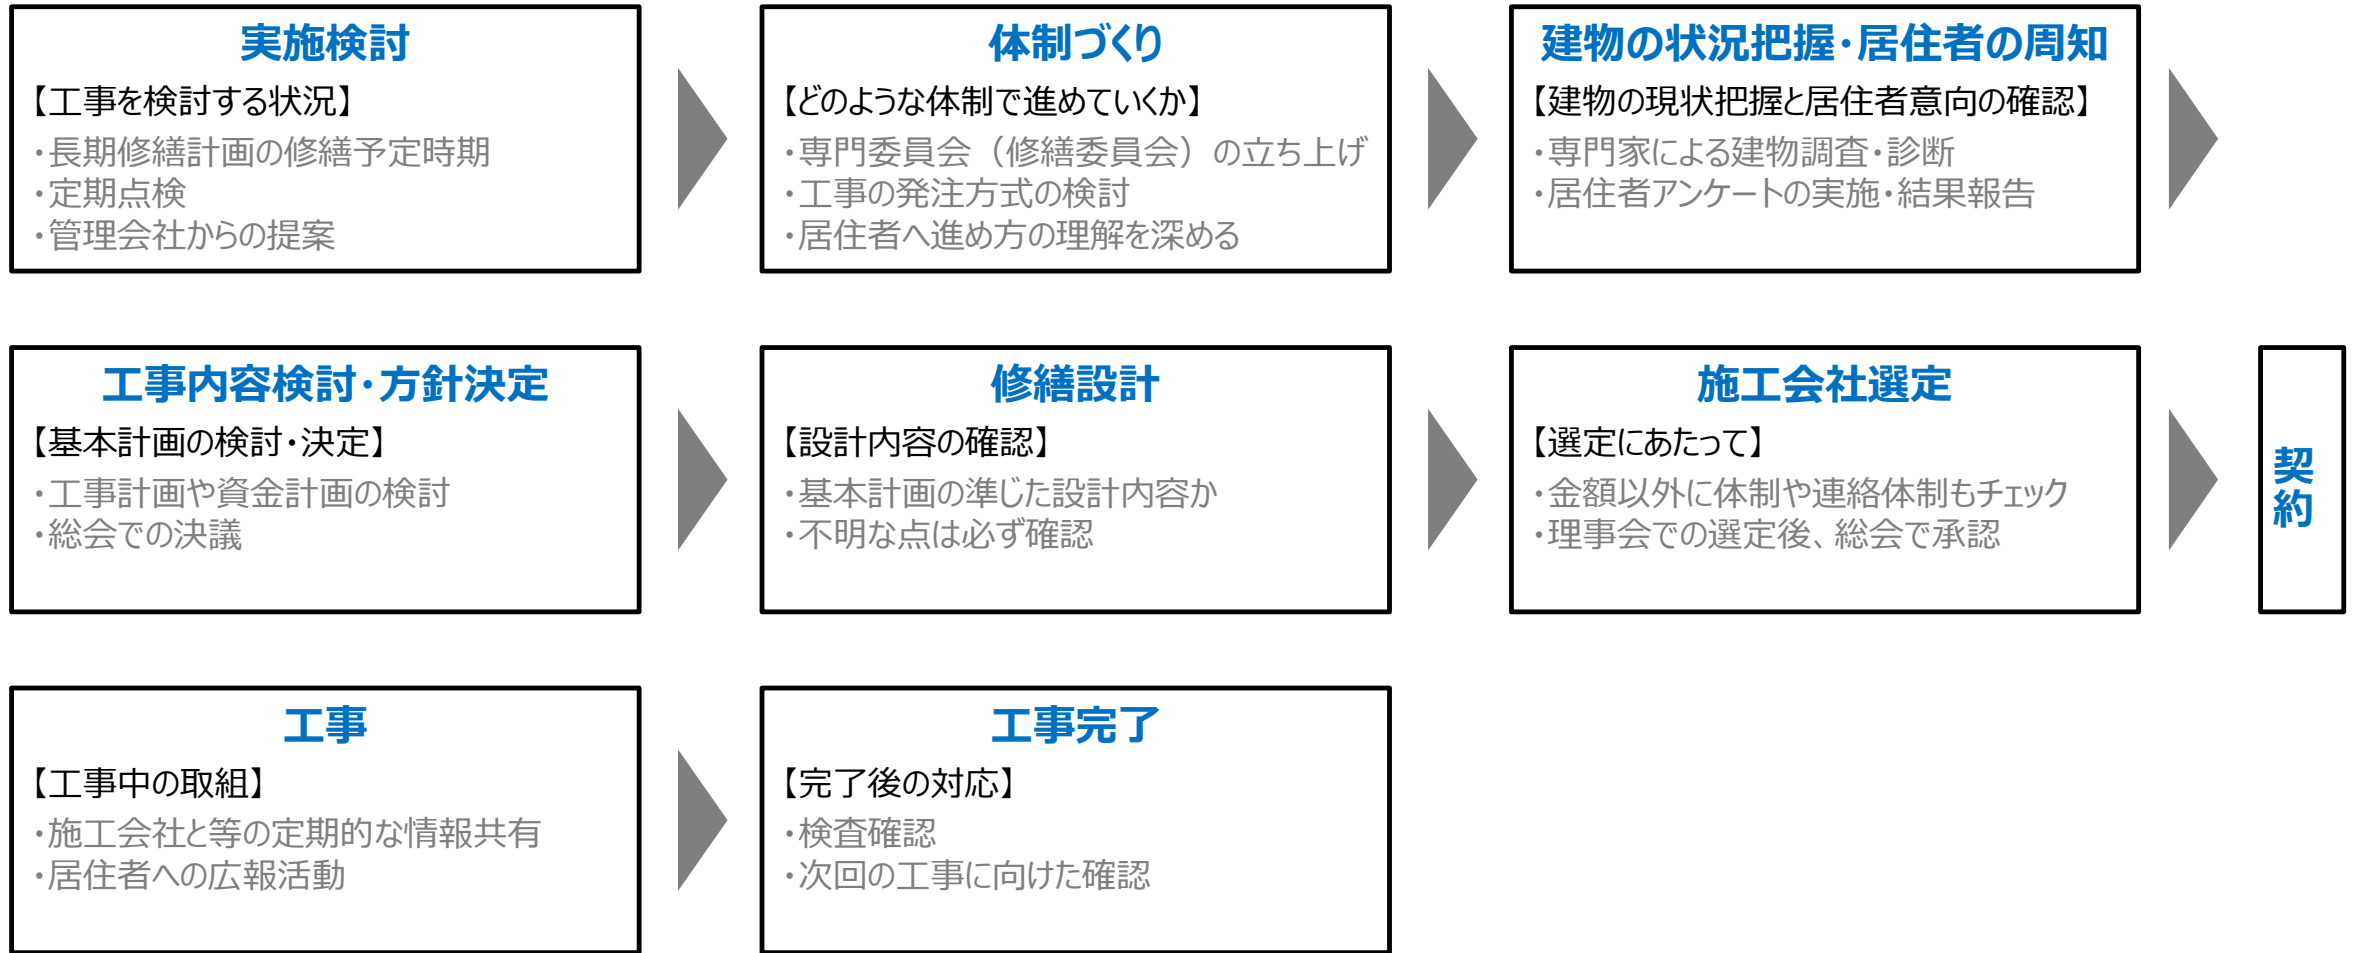 実施検討
【工事を検討する状況】
・長期修繕計画の修繕予定時期
・定期点検
・管理会社からの提案
体制づくり
【どのような体制で進めていくか】
・専門委員会（修繕委員会）の立ち上げ
・工事の発注方式の検討
・居住者へ進め方の理解を深める
建物の状況把握・居住者の周知
【建物の現状把握と居住者意向の確認】
・専門家による建物調査・診断
・居住者アンケートの実施・結果報告
工事内容検討・方針決定
【基本計画の検討・決定】
・工事計画や資金計画の検討
・総会での決議
修繕設計
【設計内容の確認】
・基本計画の準じた設計内容か
・不明な点は必ず確認
施工会社選定
【選定にあたって】
・金額以外に体制や連絡体制もチェック
・理事会での選定後、総会で承認
契約
工事
【工事中の取組】
・施工会社と等の定期的な情報共有
・居住者への広報活動
工事完了
【完了後の対応】
・検査確認
・次回の工事に向けた確認